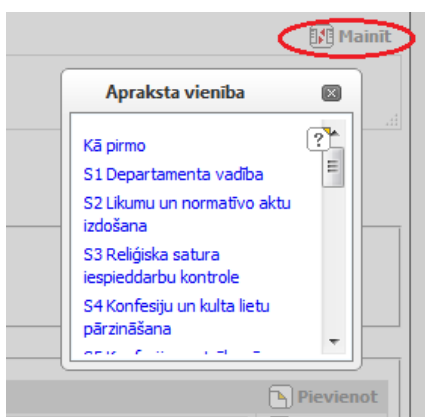 Mainīt
Apraksta vienība
?
Kā pirmo
S1 Departamenta vadība
S2 Likumu un normatīvo aktu
izdošana
S3 Reliģiska satura
iespieddarbu kontrole
S4 Konfesiju un kulta lietu
pārzināšana
Pievienot